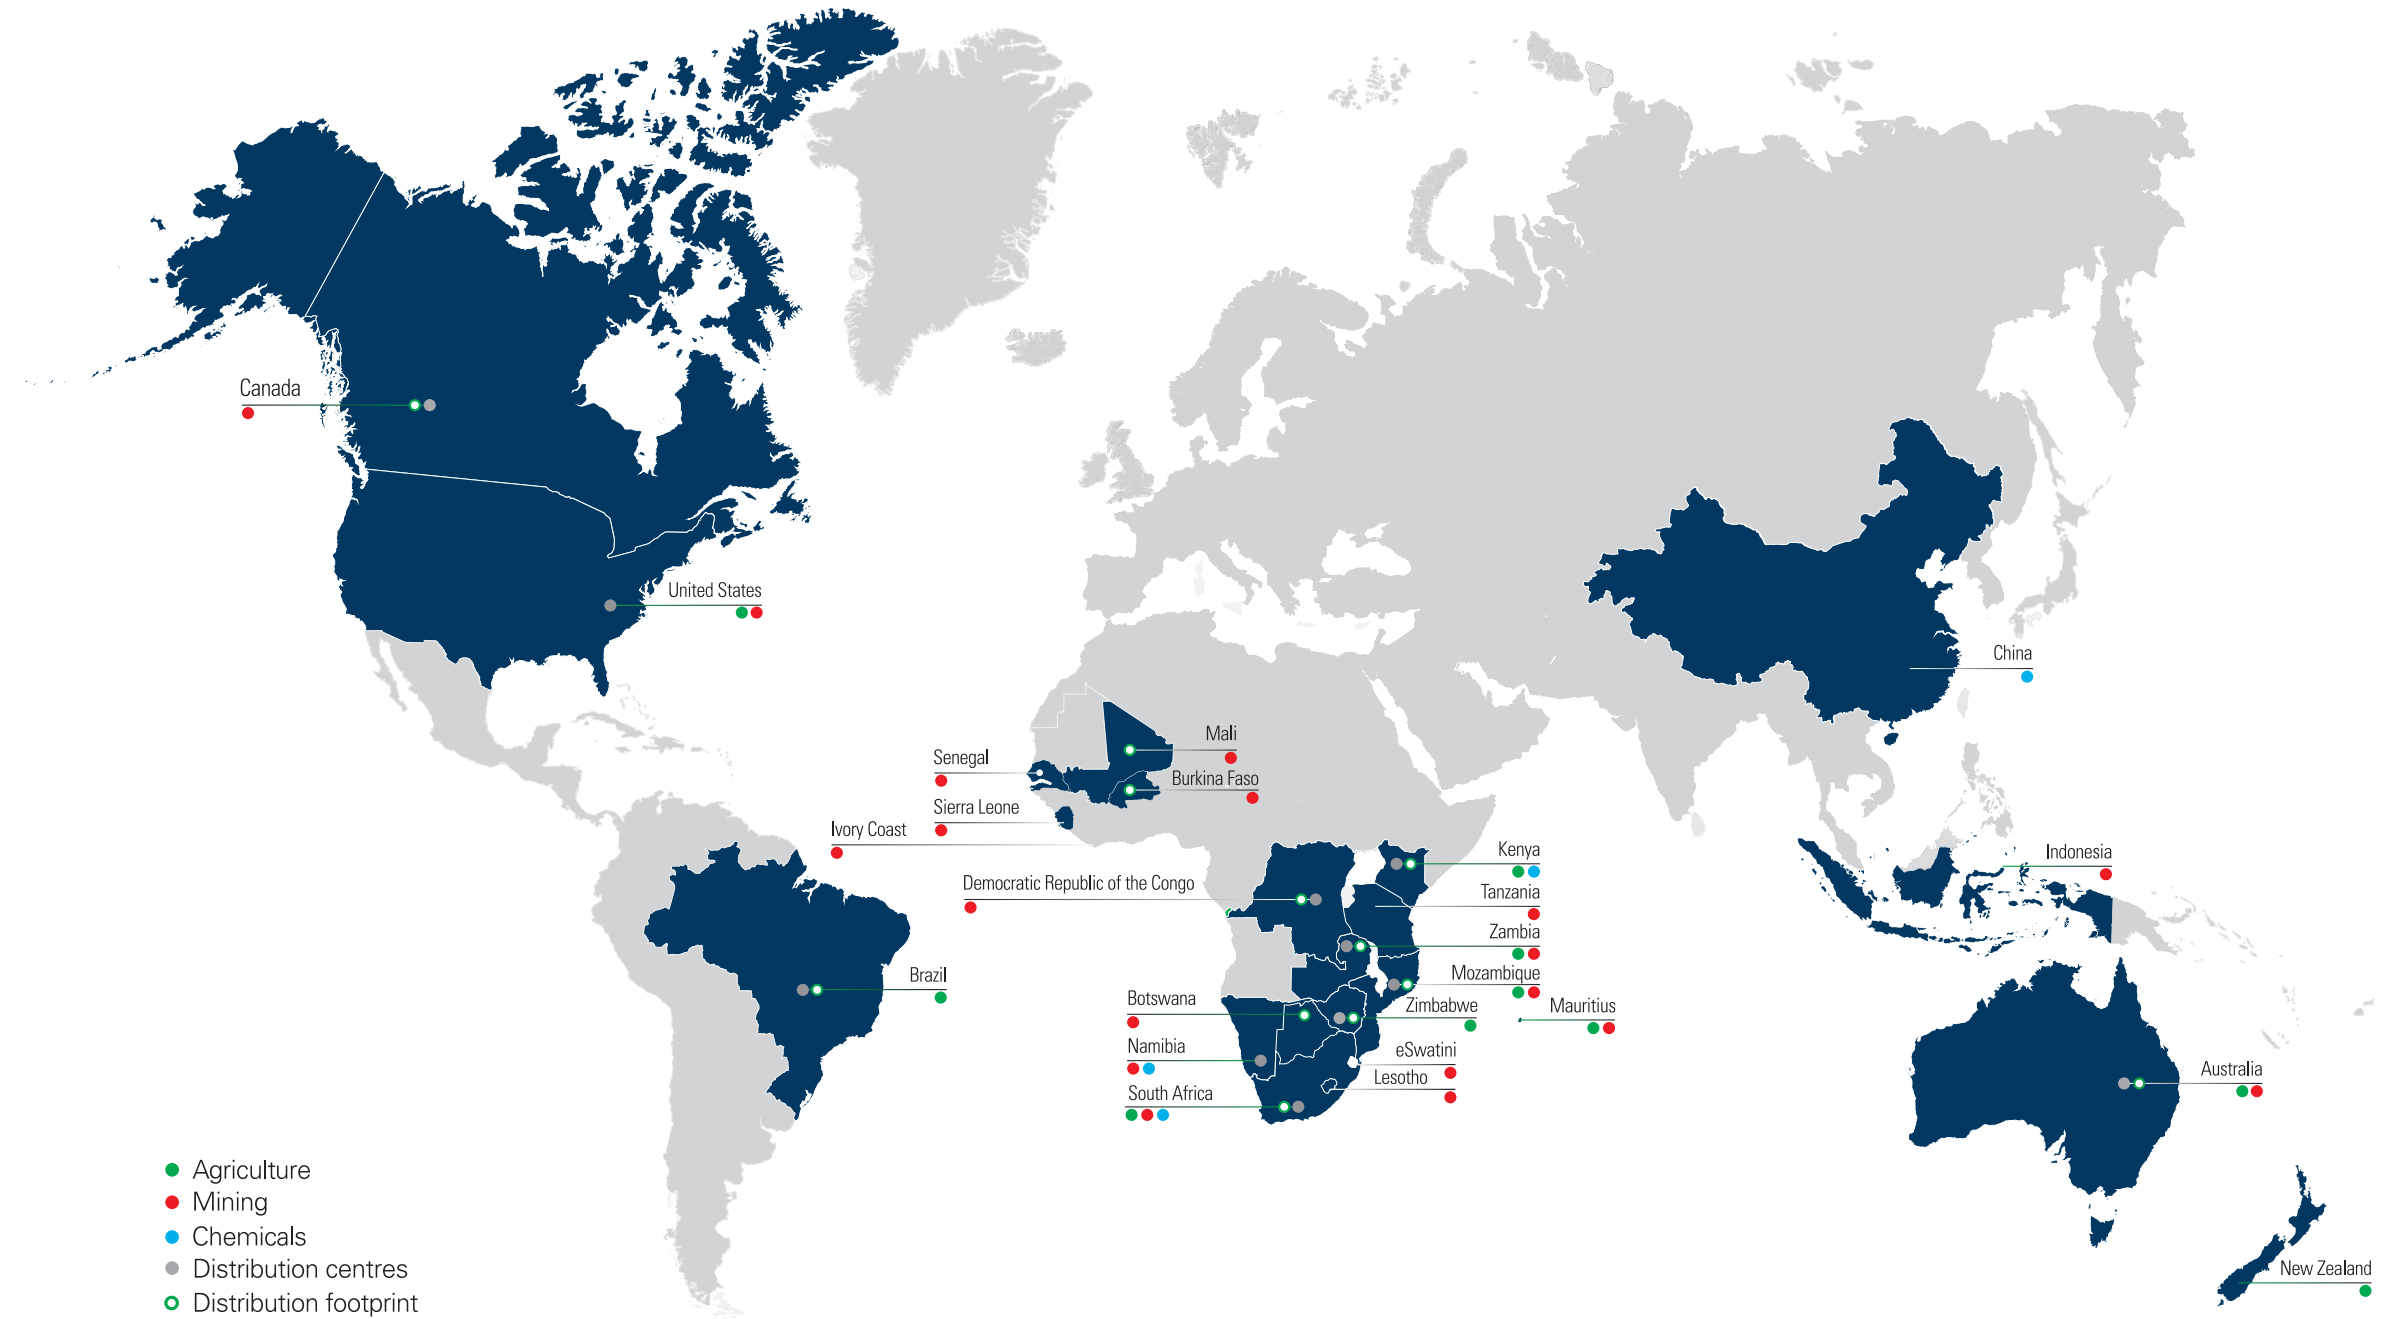 Canada
United States
China
Mali
Senegal
Burkina Faso
Sierra Leone
Ivory Coast
Kenya
Indonesia
Democratic Republic of the Congo
Tanzania
Zambia
Brazil
Mozambique
Botswana
Zimbabwe
Mauritius
Namibia
eSwatini
Lesotho
Australia
South Africa
Agriculture
Mining
Chemicals
Distribution centres
New Zealand
Distribution footprint